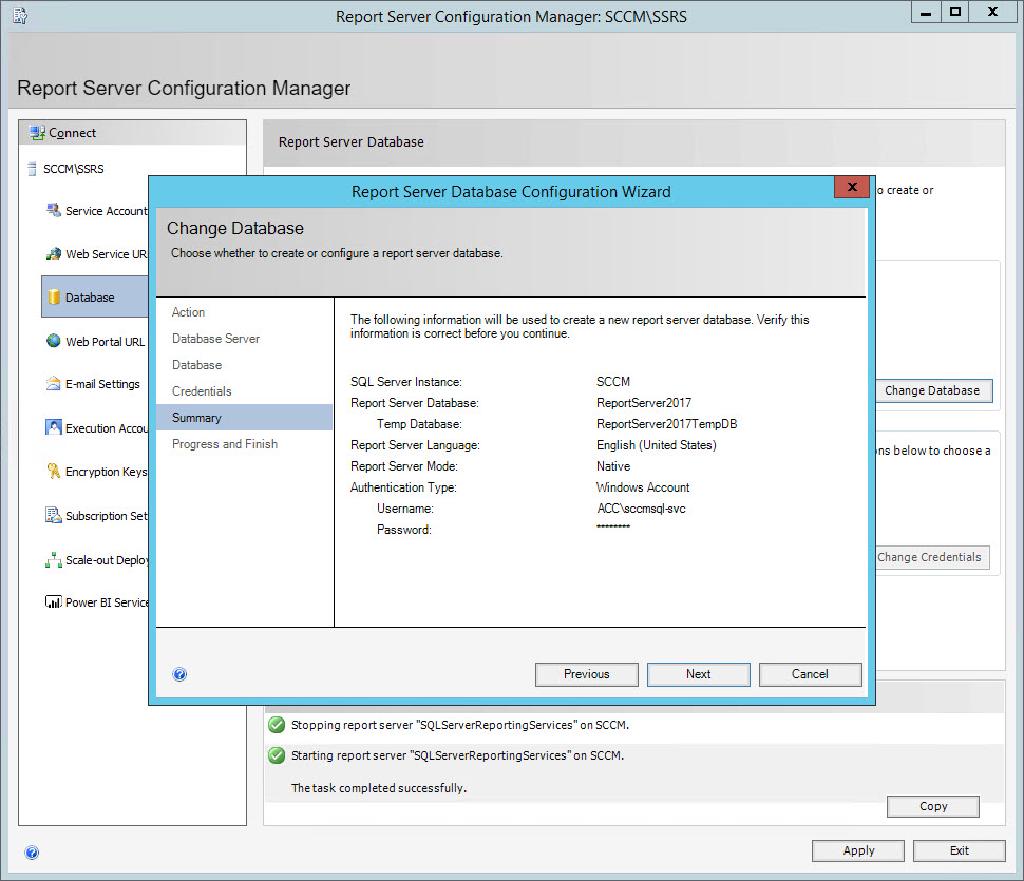 Report Server Configuration Manager: SCCM\SSRS
Report Server Configuration Manager
Connect
SCCM\SSRS
Service Account
Web Service UR
Database
Web Portal URL
E-mail Settings
Execution Accou
Encryption Keys
Subscription Set
Scale-out Deploy
Power BI Service
Report Server Database
o create or
Change Database
ns below to choose a
Change Credentials
Report Server Database Configuration Wizard
Change Database
Choose whether to create or configure a report server database.
Action
Database Server
Database
Credentials
Summary
Progress and Finish
The following information will be used to create a new report server database. Verify this
information is correct before you continue.
SQL Server Instance: SCCM
Report Server Database: ReportServer2017
Temp Database: ReportServer2017TempDB
Report Server Language: English (United States)
Report Server Mode: Native
Authentication Type: Windows Account
Username: ACC\sccmsql-svc
Password: ********
Previous Next Cancel
Stopping report server "SQLServerReportingServices" on SCCM.
Starting report server "SQLServerReportingServices" on SCCM.
The task completed successfully.
Copy
Apply Exit